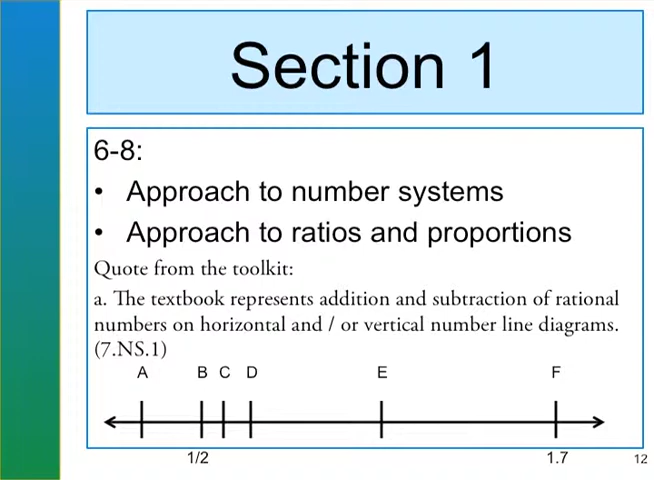 Section 1
6-8:
• Approach to number systems
• Approach to ratios and proportions
Quote from the toolkit:
a. The textbook represents addition and subtraction of rational
numbers on horizontal and / or vertical number line diagrams.
(7.NS.1)
A B C D E F
1/2 1.7
12